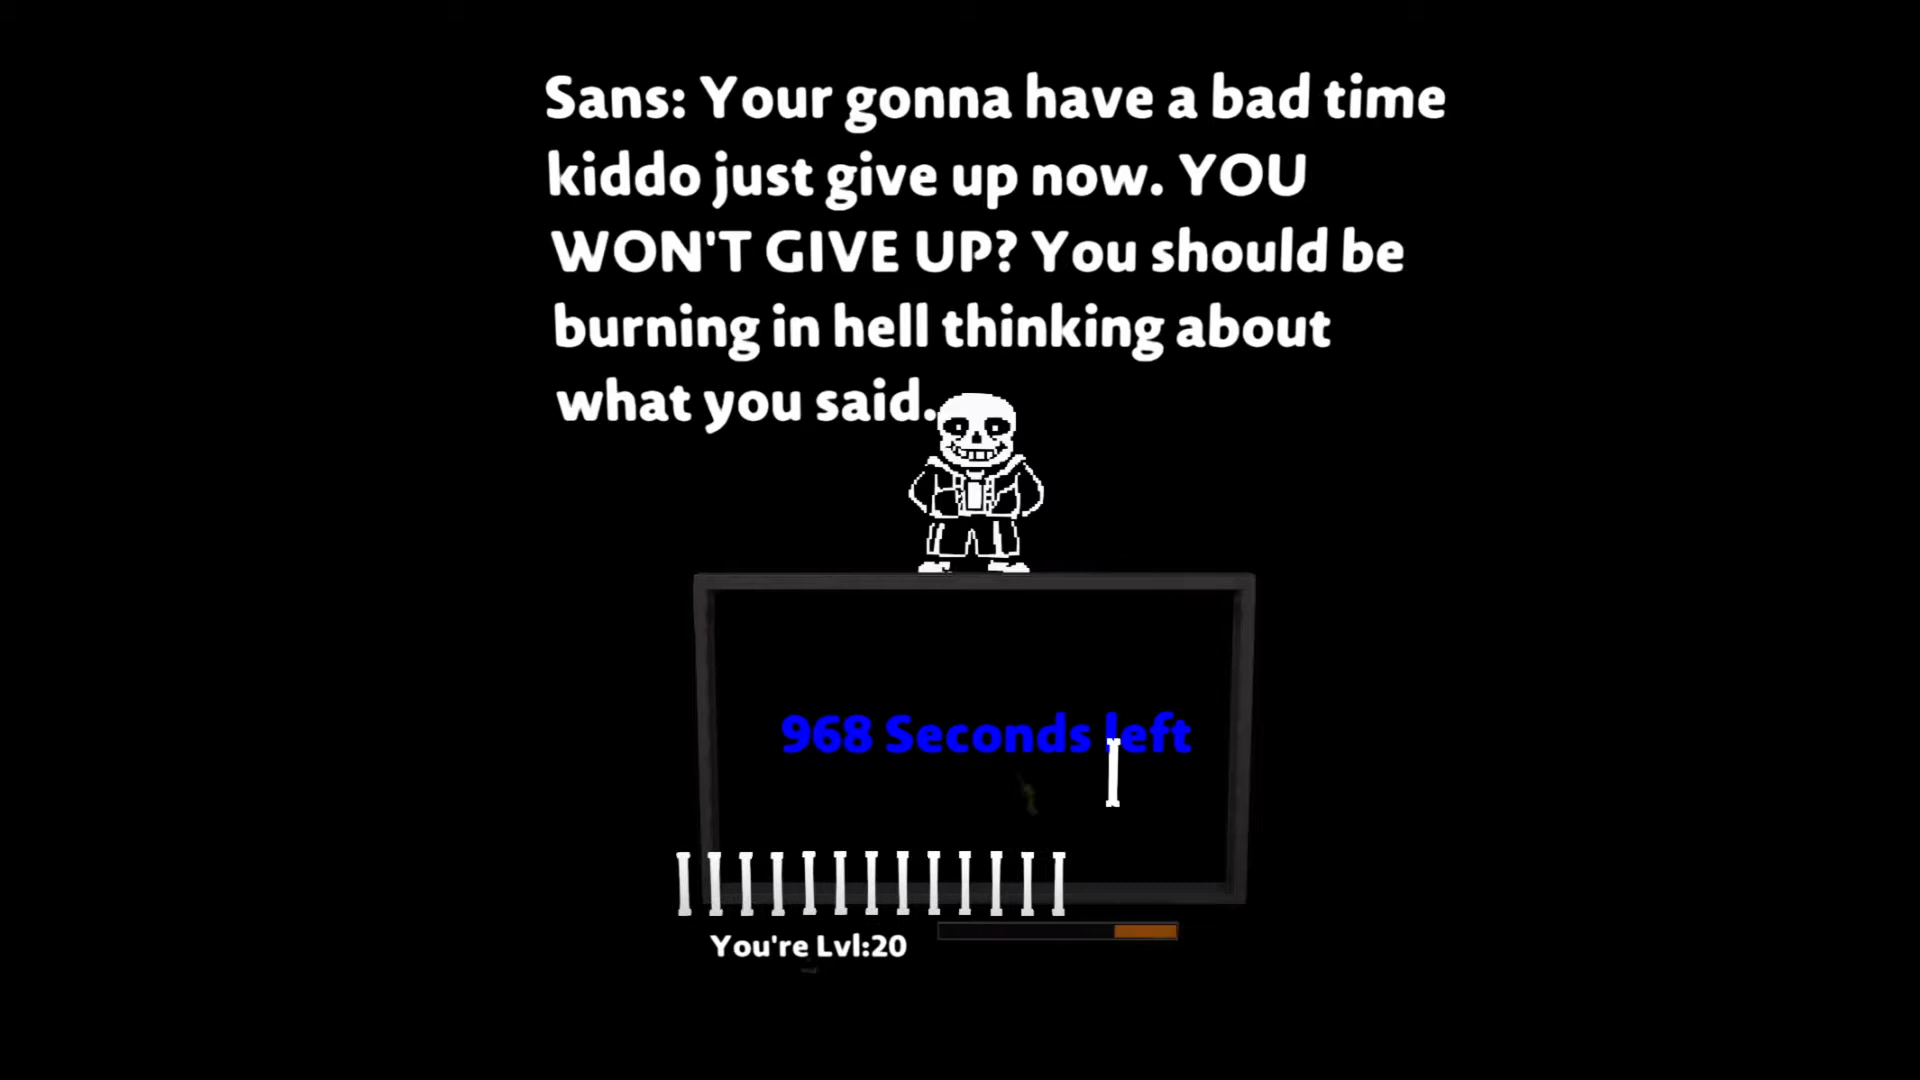 Sans: Your gonna have a bad time
kiddo just give up now. YOU
WON'T GIVE UP? You should be
burning in hell thinking about
what you said.
968 Seconds left
You're Lvl:20